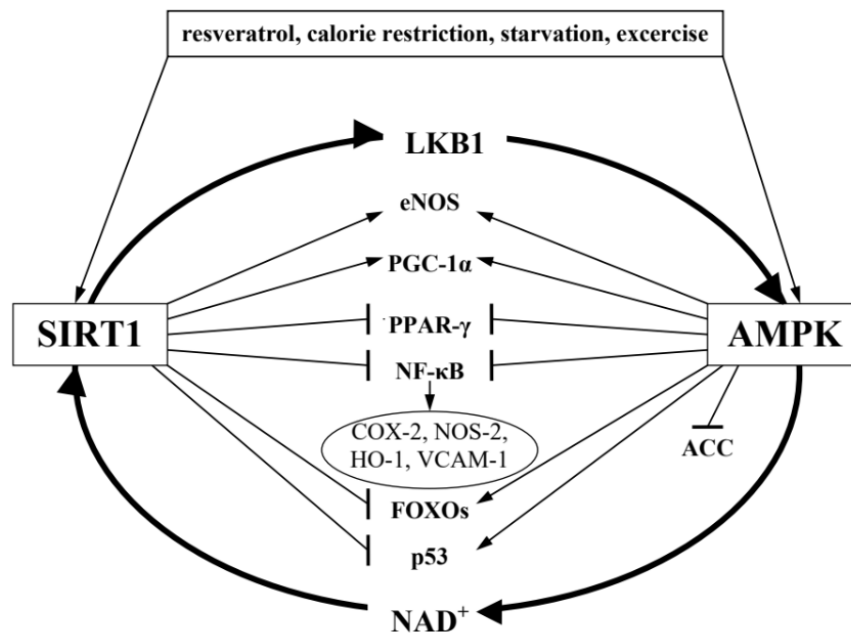 resveratrol, calorie restriction, starvation, excercise
LKB1
eNOS
PGC-1α
PPAR-γ
SIRT1
AMPK
NF-κB
COX-2, NOS-2,
HO-1, VCAM-1
ACC
FOXOs
p53
NAD⁺